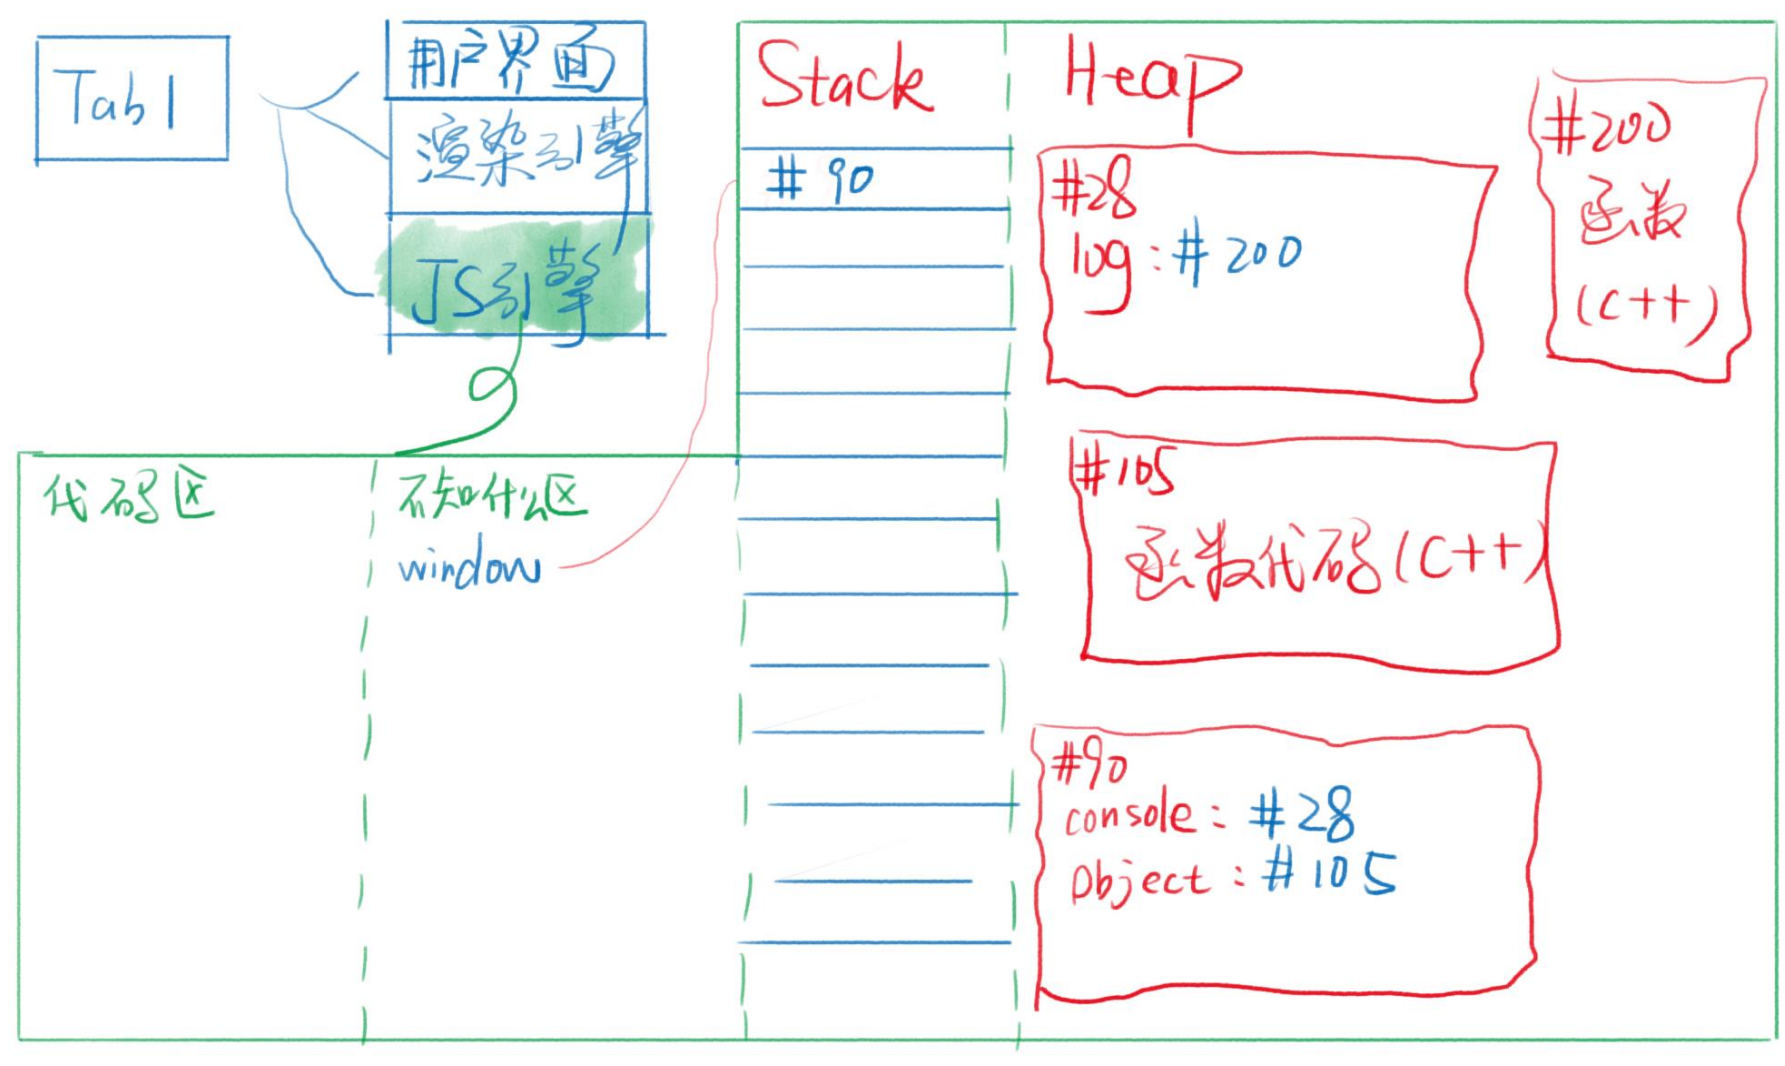 Tab1
用户界面
渲染引擎
JS引擎
代码区
不知什么区
window
Stack
#90
Heap
#28
log:#200
#200
函数
(C++)
#105
函数代码(C++)
#90
console:#28
Object:#105